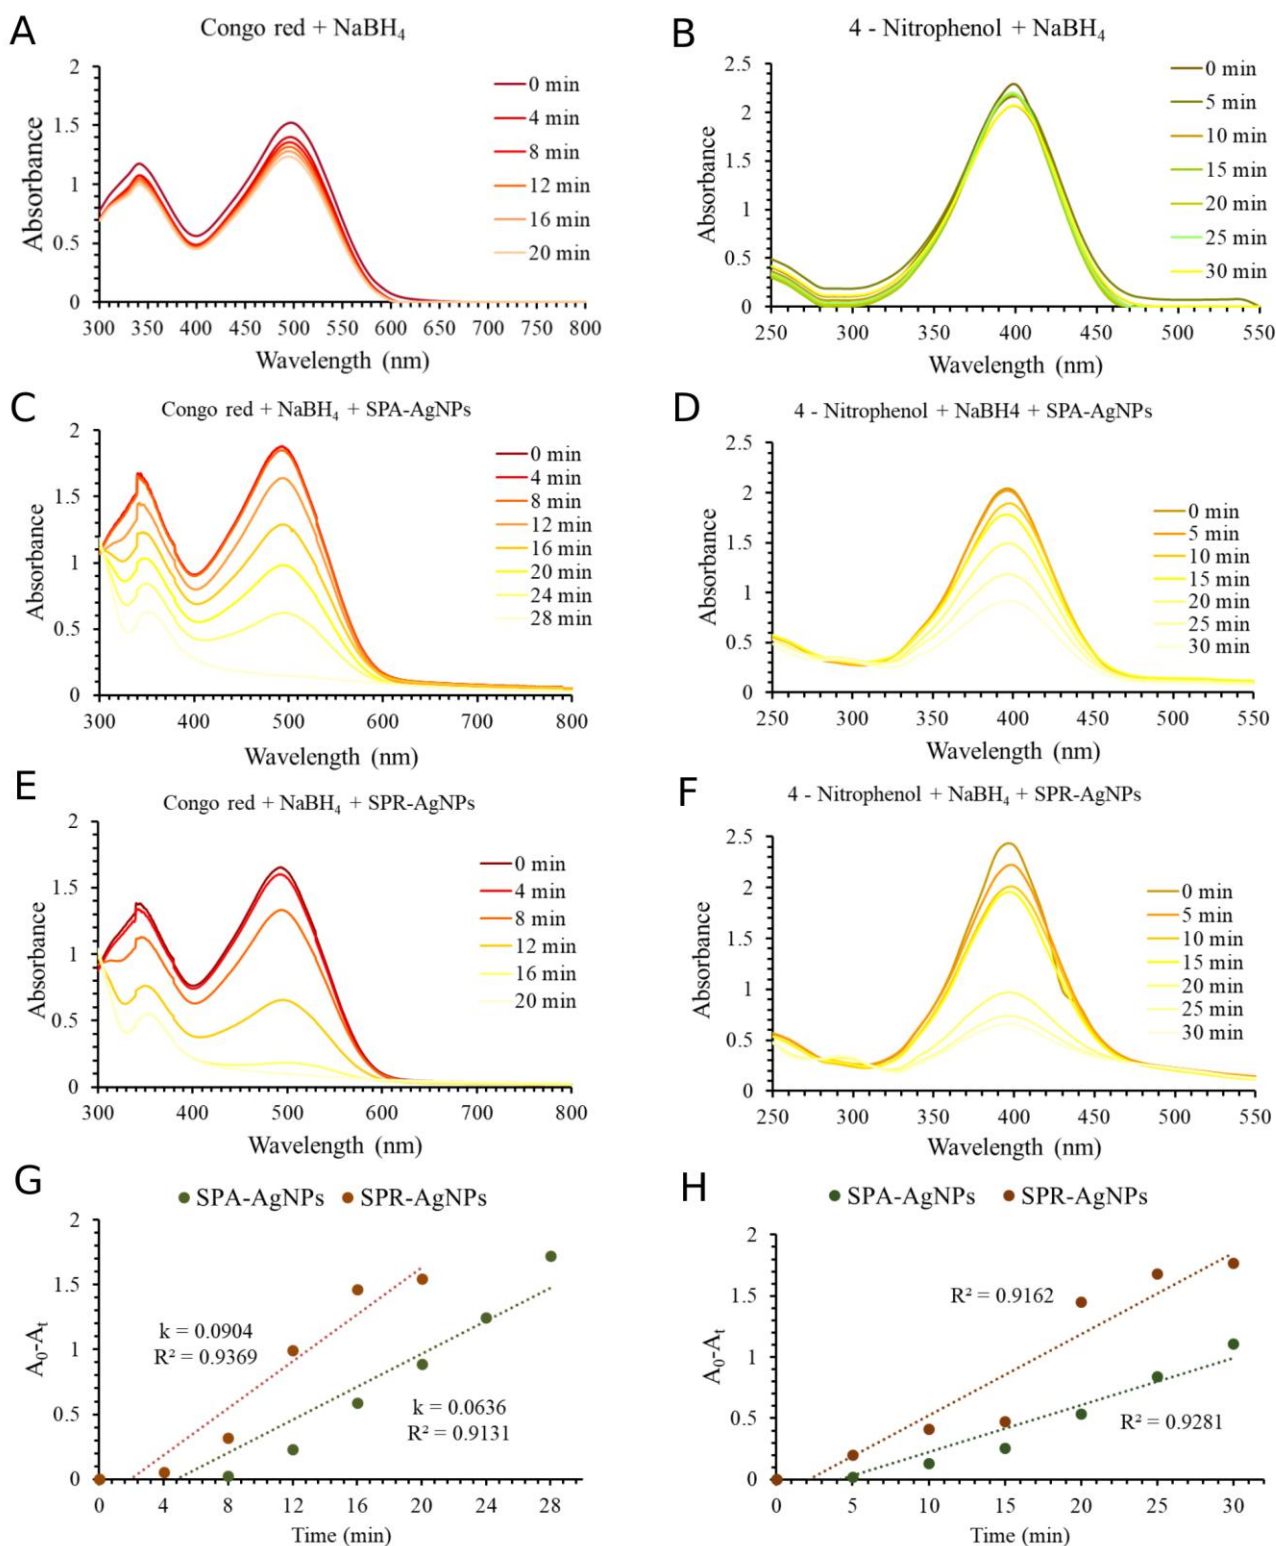 A
Congo red + NaBH4
2
1.5
1
0.5
0
Absorbance
0 min
4 min
8 min
12 min
16 min
20 min
300 350 400 450 500 550 600 650 700 750 800
Wavelength (nm)
B
4 - Nitrophenol + NaBH4
2.5
2
1.5
1
0.5
0
Absorbance
0 min
5 min
10 min
15 min
20 min
25 min
30 min
250 300 350 400 450 500 550
Wavelength (nm)
C
Congo red + NaBH4 + SPA-AgNPs
2
1.5
1
0.5
0
Absorbance
0 min
4 min
8 min
12 min
16 min
20 min
24 min
28 min
300 400 500 600 700 800
Wavelength (nm)
D
4 - Nitrophenol + NaBH4 + SPA-AgNPs
2.5
2
1.5
1
0.5
0
Absorbance
0 min
5 min
10 min
15 min
20 min
25 min
30 min
250 300 350 400 450 500 550
Wavelength (nm)
E
Congo red + NaBH4 + SPR-AgNPs
2
1.5
1
0.5
0
Absorbance
0 min
4 min
8 min
12 min
16 min
20 min
300 400 500 600 700 800
Wavelength (nm)
F
4 - Nitrophenol + NaBH4 + SPR-AgNPs
2.5
2
1.5
1
0.5
0
Absorbance
0 min
5 min
10 min
15 min
20 min
25 min
30 min
250 300 350 400 450 500 550
Wavelength (nm)
G
SPA-AgNPs SPR-AgNPs
2
1.5
1
0.5
0
A0-At
k = 0.0904
R² = 0.9369
k = 0.0636
R² = 0.9131
0 4 8 12 16 20 24 28
Time (min)
H
SPA-AgNPs SPR-AgNPs
2
1.5
1
0.5
0
A0-At
R² = 0.9162
R² = 0.9281
0 5 10 15 20 25 30
Time (min)